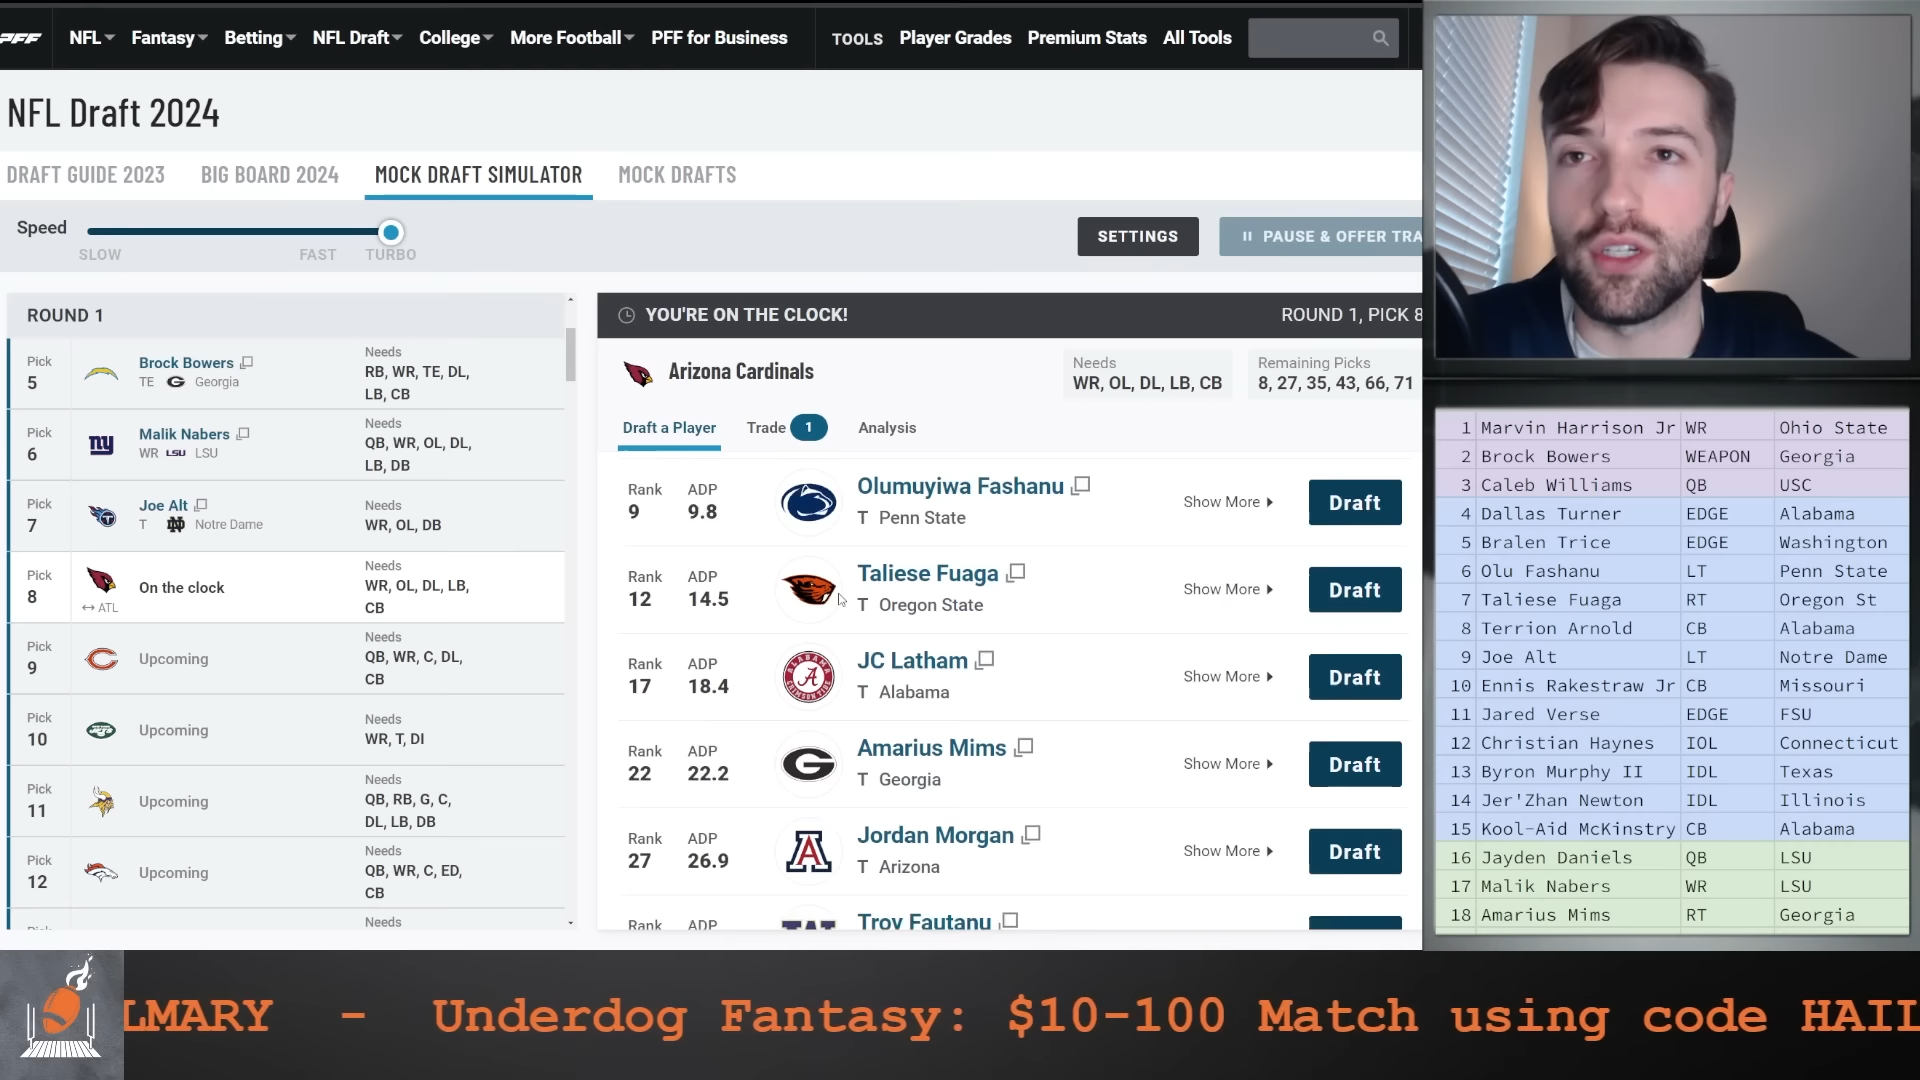 PFF NFL Fantasy Betting NFL Draft College More Football PFF for Business TOOLS Player Grades Premium Stats All Tools
NFL Draft 2024
DRAFT GUIDE 2023 BIG BOARD 2024 MOCK DRAFT SIMULATOR MOCK DRAFTS
Speed
SLOW FAST TURBO
SETTINGS
PAUSE & OFFER TRA
ROUND 1
Pick 5
Brock Bowers
TE G Georgia
Needs
RB, WR, TE, DL,
LB, CB
Pick 6
ny
Malik Nabers
WR LSU LSU
Needs
QB, WR, OL, DL,
LB, DB
Pick 7
Joe Alt
T ND Notre Dame
Needs
WR, OL, DB
Pick 8
↔ ATL
On the clock
Needs
WR, OL, DL, LB,
CB
Pick 9
Upcoming
Needs
QB, WR, C, DL,
CB
Pick 10
Upcoming
Needs
WR, T, DI
Pick 11
Upcoming
Needs
QB, RB, G, C,
DL, LB, DB
Pick 12
Upcoming
Needs
QB, WR, C, ED,
CB
Needs
YOU'RE ON THE CLOCK!
ROUND 1, PICK 8
Arizona Cardinals
Needs
WR, OL, DL, LB, CB
Remaining Picks
8, 27, 35, 43, 66, 71
Draft a Player Trade 1 Analysis
Rank 9 ADP 9.8
Olumuyiwa Fashanu
T Penn State
Show More
Draft
Rank 12 ADP 14.5
Taliese Fuaga
T Oregon State
Show More
Draft
Rank 17 ADP 18.4
ALABAMA A
JC Latham
T Alabama
Show More
Draft
Rank 22 ADP 22.2
G
Amarius Mims
T Georgia
Show More
Draft
Rank 27 ADP 26.9
A
Jordan Morgan
T Arizona
Show More
Draft
Rank ADP
Troy Fautanu
1 Marvin Harrison Jr WR Ohio State
2 Brock Bowers WEAPON Georgia
3 Caleb Williams QB USC
4 Dallas Turner EDGE Alabama
5 Bralen Trice EDGE Washington
6 Olu Fashanu LT Penn State
7 Taliese Fuaga RT Oregon St
8 Terrion Arnold CB Alabama
9 Joe Alt LT Notre Dame
10 Ennis Rakestraw Jr CB Missouri
11 Jared Verse EDGE FSU
12 Christian Haynes IOL Connecticut
13 Byron Murphy II IDL Texas
14 Jer'Zhan Newton IDL Illinois
15 Kool-Aid McKinstry CB Alabama
16 Jayden Daniels QB LSU
17 Malik Nabers WR LSU
18 Amarius Mims RT Georgia
LMARY - Underdog Fantasy: $10-100 Match using code HAIL